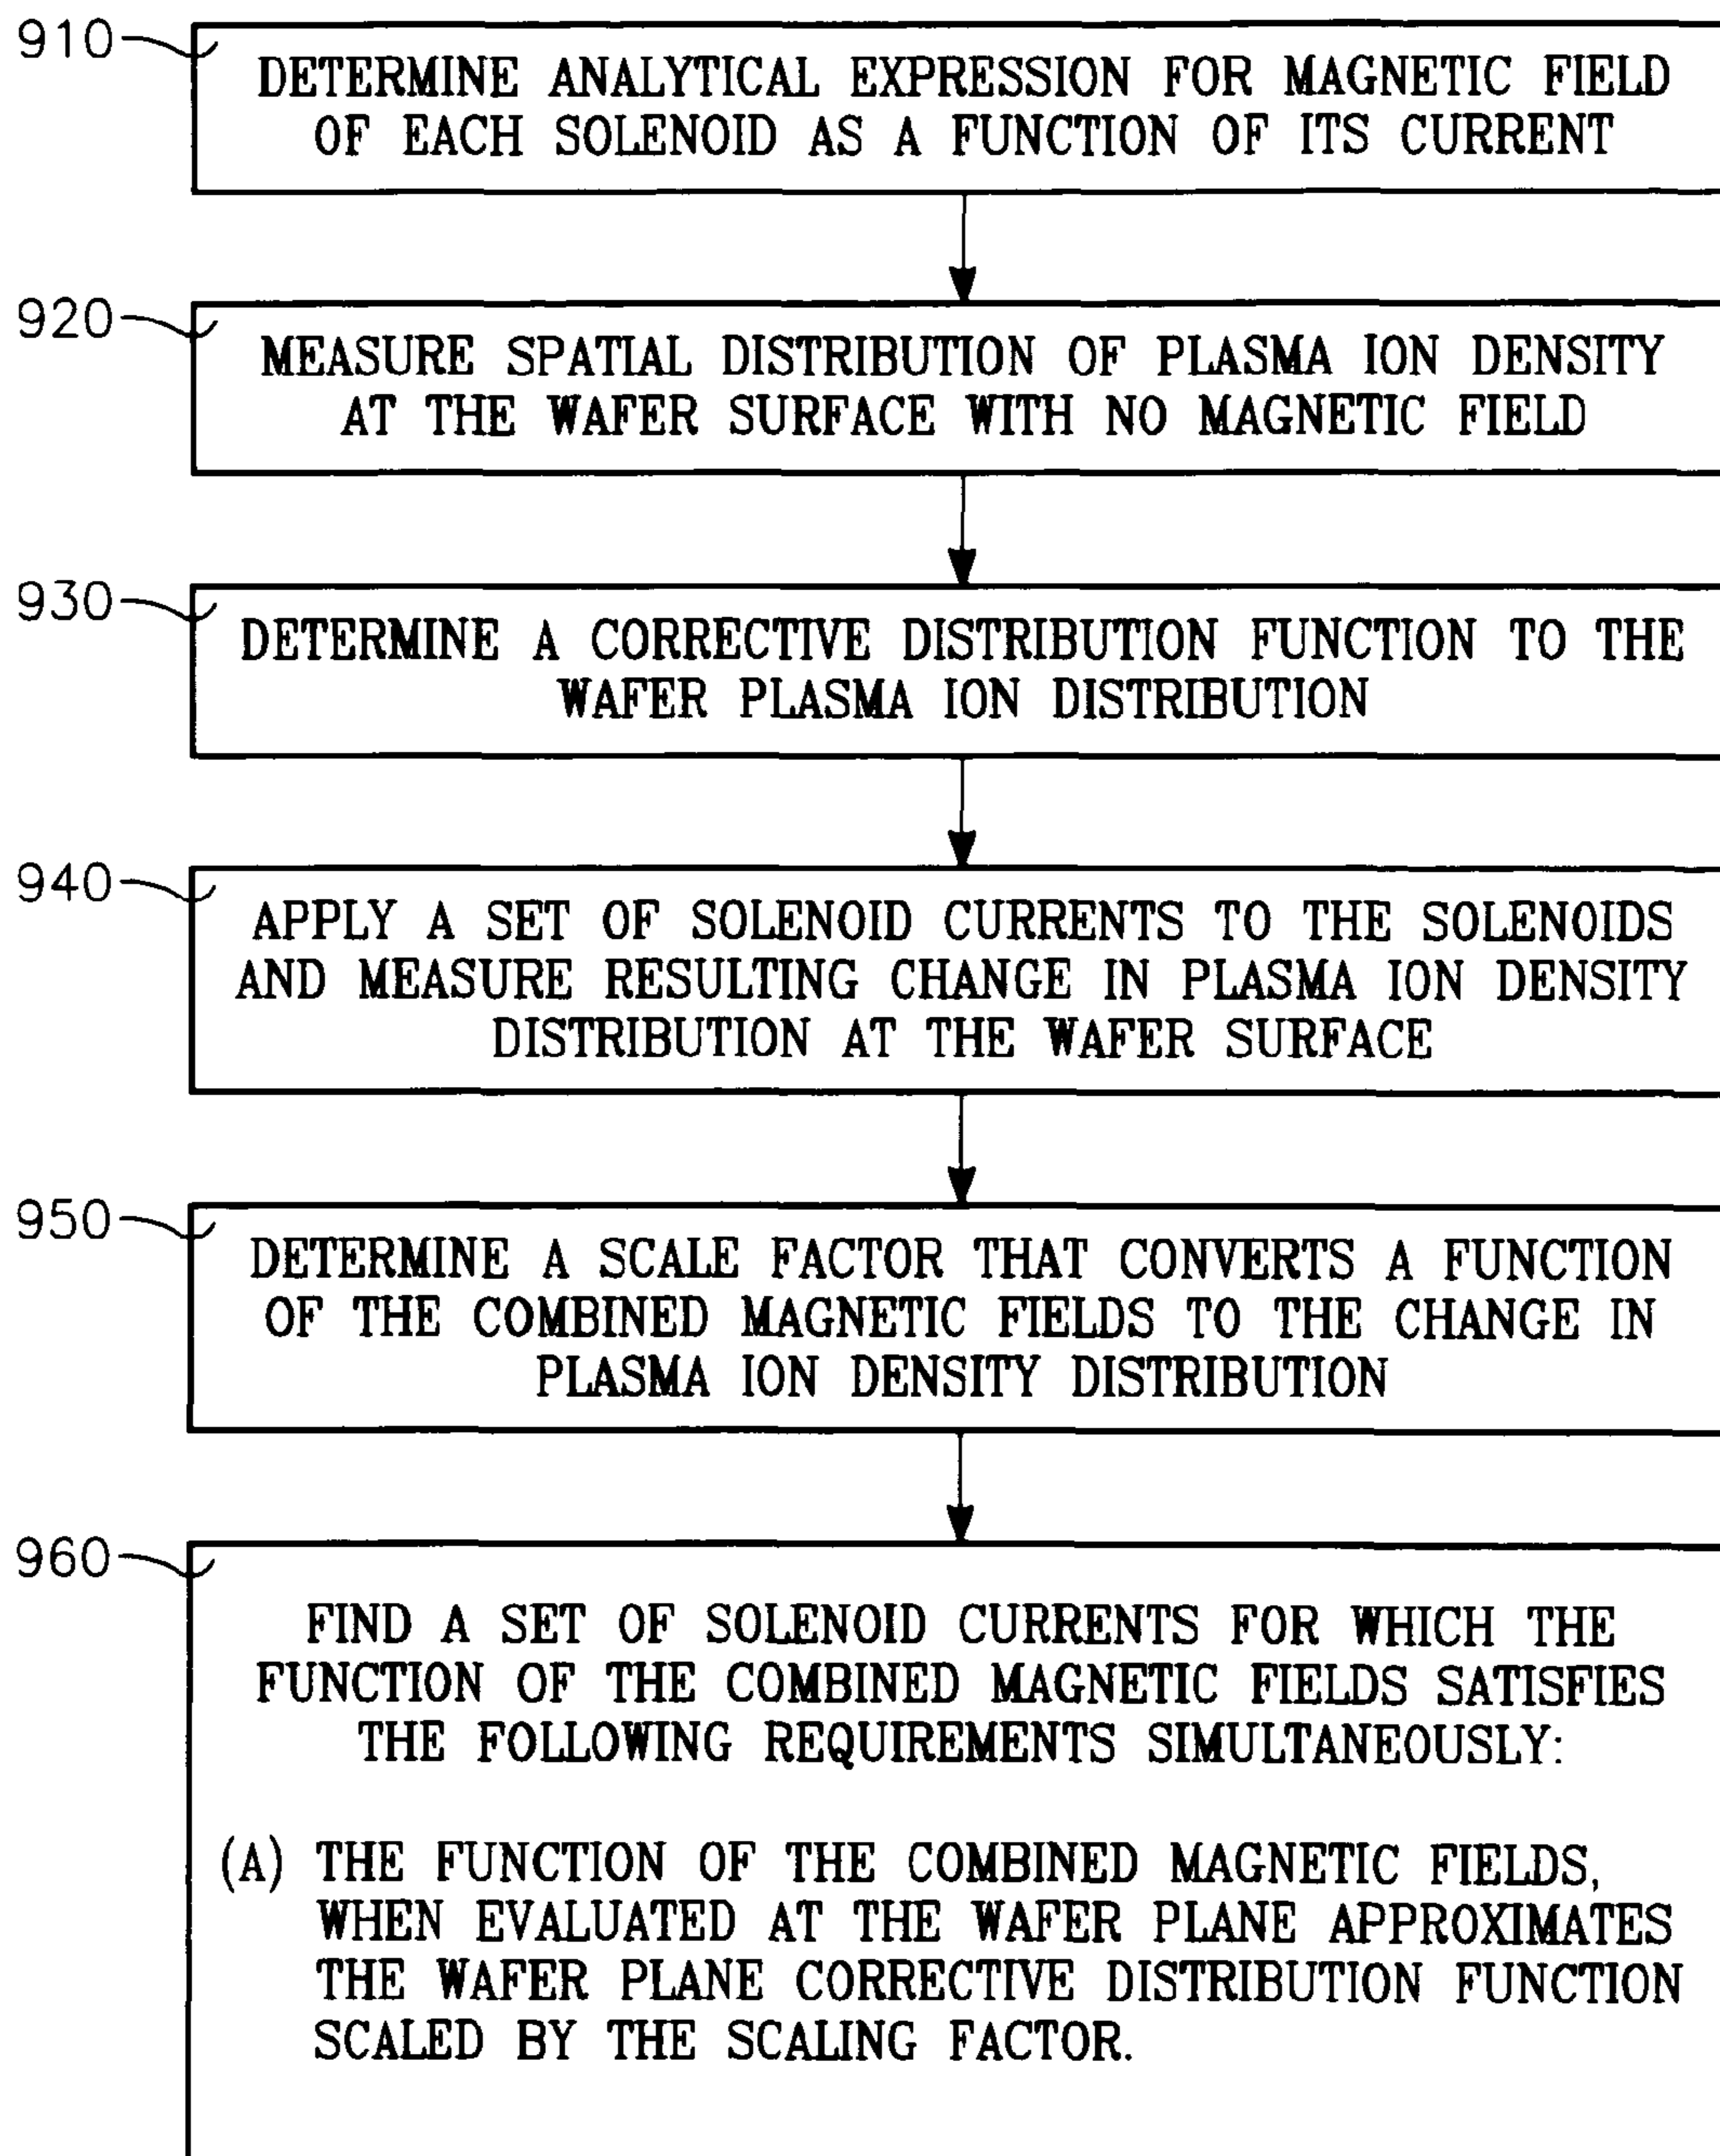 910
DETERMINE ANALYTICAL EXPRESSION FOR MAGNETIC FIELD
OF EACH SOLENOID AS A FUNCTION OF ITS CURRENT
920
MEASURE SPATIAL DISTRIBUTION OF PLASMA ION DENSITY
AT THE WAFER SURFACE WITH NO MAGNETIC FIELD
930
DETERMINE A CORRECTIVE DISTRIBUTION FUNCTION TO THE
WAFER PLASMA ION DISTRIBUTION
940
APPLY A SET OF SOLENOID CURRENTS TO THE SOLENOIDS
AND MEASURE RESULTING CHANGE IN PLASMA ION DENSITY
DISTRIBUTION AT THE WAFER SURFACE
950
DETERMINE A SCALE FACTOR THAT CONVERTS A FUNCTION
OF THE COMBINED MAGNETIC FIELDS TO THE CHANGE IN
PLASMA ION DENSITY DISTRIBUTION
960
FIND A SET OF SOLENOID CURRENTS FOR WHICH THE
FUNCTION OF THE COMBINED MAGNETIC FIELDS SATISFIES
THE FOLLOWING REQUIREMENTS SIMULTANEOUSLY:
(A) THE FUNCTION OF THE COMBINED MAGNETIC FIELDS,
WHEN EVALUATED AT THE WAFER PLANE APPROXIMATES
THE WAFER PLANE CORRECTIVE DISTRIBUTION FUNCTION
SCALED BY THE SCALING FACTOR.